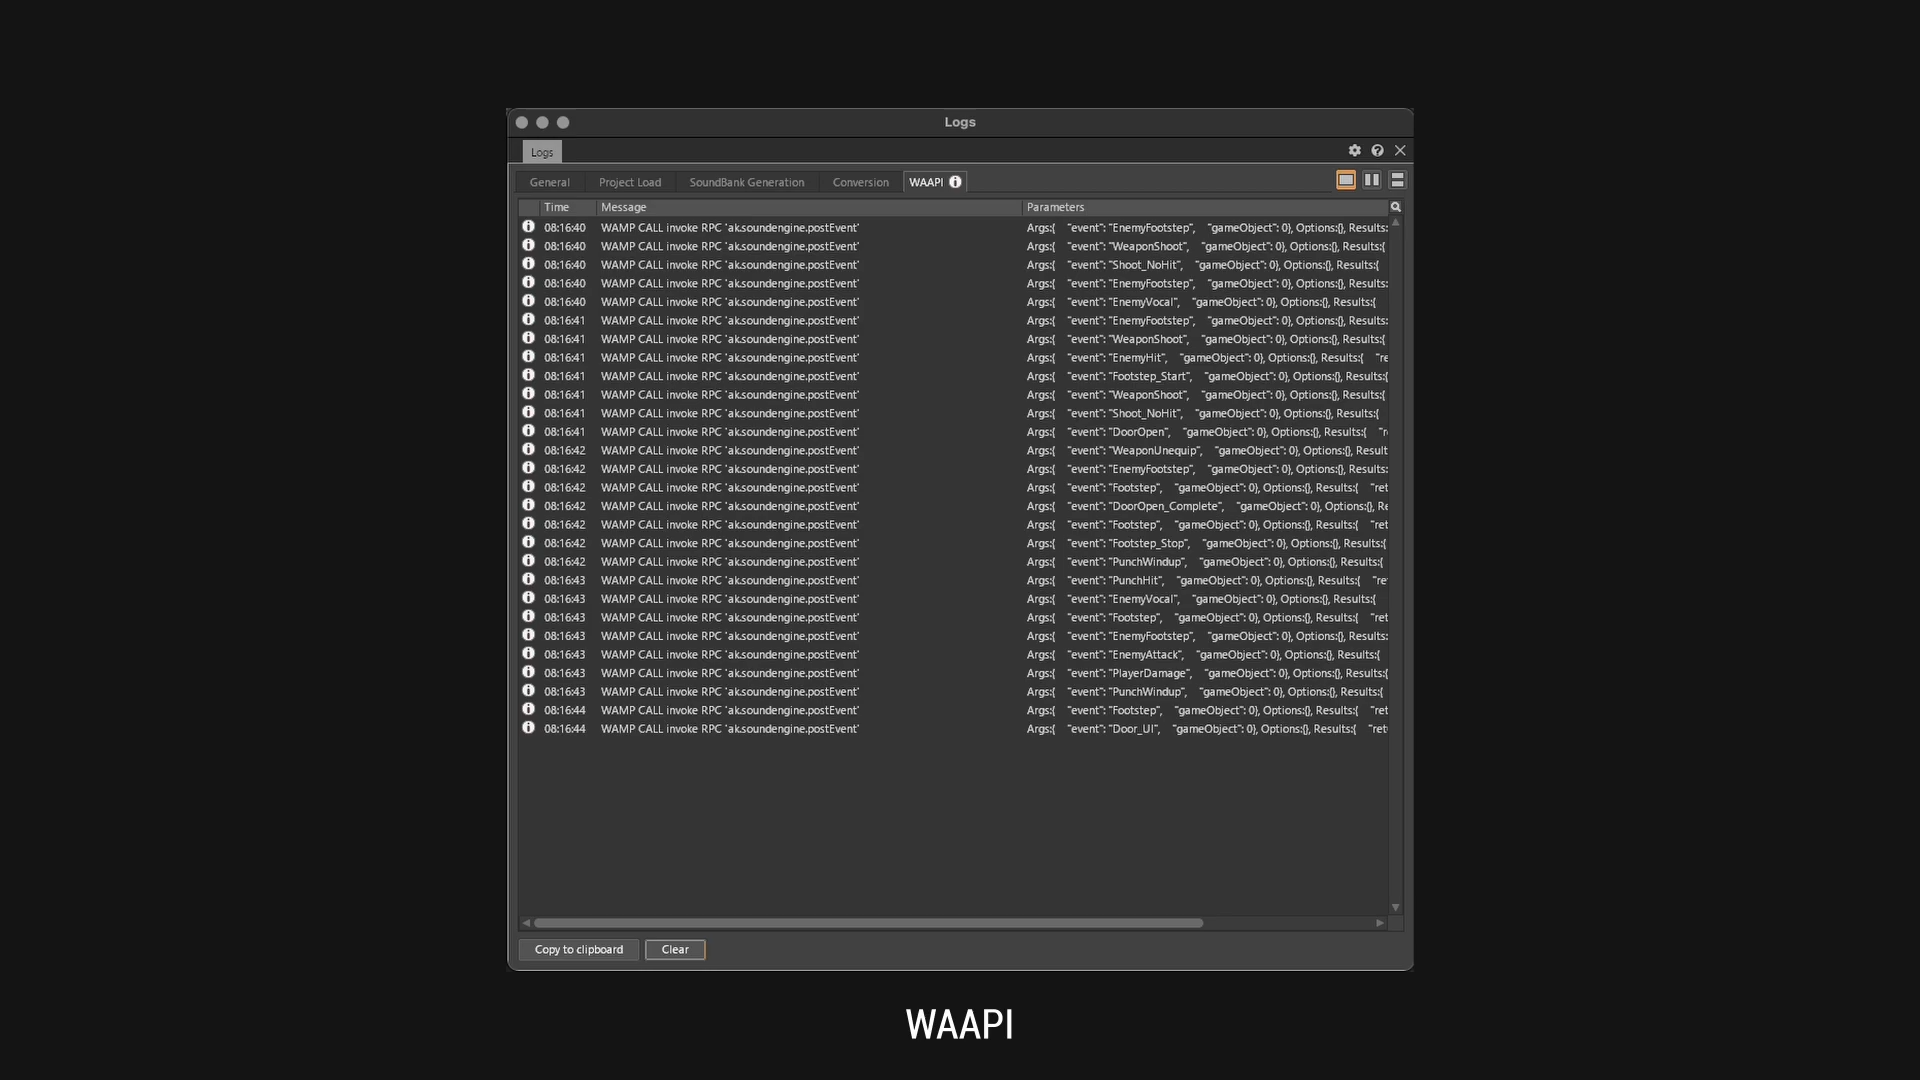 Logs
Logs
General Project Load SoundBank Generation Conversion WAAPI
Time Message Parameters
08:16:40 WAMP CALL invoke RPC 'ak.soundengine.postEvent' Args:{ "event": "EnemyFootstep", "gameObject": 0}, Options:{}, Results:
08:16:40 WAMP CALL invoke RPC 'ak.soundengine.postEvent' Args:{ "event": "WeaponShoot", "gameObject": 0}, Options:{}, Results:{
08:16:40 WAMP CALL invoke RPC 'ak.soundengine.postEvent' Args:{ "event": "Shoot_NoHit", "gameObject": 0}, Options:{}, Results:{
08:16:40 WAMP CALL invoke RPC 'ak.soundengine.postEvent' Args:{ "event": "EnemyFootstep", "gameObject": 0}, Options:{}, Results:
08:16:40 WAMP CALL invoke RPC 'ak.soundengine.postEvent' Args:{ "event": "EnemyVocal", "gameObject": 0}, Options:{}, Results:{
08:16:41 WAMP CALL invoke RPC 'ak.soundengine.postEvent' Args:{ "event": "EnemyFootstep", "gameObject": 0}, Options:{}, Results:
08:16:41 WAMP CALL invoke RPC 'ak.soundengine.postEvent' Args:{ "event": "WeaponShoot", "gameObject": 0}, Options:{}, Results:{
08:16:41 WAMP CALL invoke RPC 'ak.soundengine.postEvent' Args:{ "event": "EnemyHit", "gameObject": 0}, Options:{}, Results:{ "re
08:16:41 WAMP CALL invoke RPC 'ak.soundengine.postEvent' Args:{ "event": "Footstep_Start", "gameObject": 0}, Options:{}, Results:{
08:16:41 WAMP CALL invoke RPC 'ak.soundengine.postEvent' Args:{ "event": "WeaponShoot", "gameObject": 0}, Options:{}, Results:{
08:16:41 WAMP CALL invoke RPC 'ak.soundengine.postEvent' Args:{ "event": "Shoot_NoHit", "gameObject": 0}, Options:{}, Results:{
08:16:41 WAMP CALL invoke RPC 'ak.soundengine.postEvent' Args:{ "event": "DoorOpen", "gameObject": 0}, Options:{}, Results:{ "r
08:16:42 WAMP CALL invoke RPC 'ak.soundengine.postEvent' Args:{ "event": "WeaponUnequip", "gameObject": 0}, Options:{}, Result
08:16:42 WAMP CALL invoke RPC 'ak.soundengine.postEvent' Args:{ "event": "EnemyFootstep", "gameObject": 0}, Options:{}, Results:
08:16:42 WAMP CALL invoke RPC 'ak.soundengine.postEvent' Args:{ "event": "Footstep", "gameObject": 0}, Options:{}, Results:{ "ret
08:16:42 WAMP CALL invoke RPC 'ak.soundengine.postEvent' Args:{ "event": "DoorOpen_Complete", "gameObject": 0}, Options:{}, Re
08:16:42 WAMP CALL invoke RPC 'ak.soundengine.postEvent' Args:{ "event": "Footstep", "gameObject": 0}, Options:{}, Results:{ "ret
08:16:42 WAMP CALL invoke RPC 'ak.soundengine.postEvent' Args:{ "event": "Footstep_Stop", "gameObject": 0}, Options:{}, Results:{
08:16:42 WAMP CALL invoke RPC 'ak.soundengine.postEvent' Args:{ "event": "PunchWindup", "gameObject": 0}, Options:{}, Results:{
08:16:43 WAMP CALL invoke RPC 'ak.soundengine.postEvent' Args:{ "event": "PunchHit", "gameObject": 0}, Options:{}, Results:{ "re
08:16:43 WAMP CALL invoke RPC 'ak.soundengine.postEvent' Args:{ "event": "EnemyVocal", "gameObject": 0}, Options:{}, Results:{
08:16:43 WAMP CALL invoke RPC 'ak.soundengine.postEvent' Args:{ "event": "Footstep", "gameObject": 0}, Options:{}, Results:{ "ret
08:16:43 WAMP CALL invoke RPC 'ak.soundengine.postEvent' Args:{ "event": "EnemyFootstep", "gameObject": 0}, Options:{}, Results:
08:16:43 WAMP CALL invoke RPC 'ak.soundengine.postEvent' Args:{ "event": "EnemyAttack", "gameObject": 0}, Options:{}, Results:{
08:16:43 WAMP CALL invoke RPC 'ak.soundengine.postEvent' Args:{ "event": "PlayerDamage", "gameObject": 0}, Options:{}, Results:{
08:16:43 WAMP CALL invoke RPC 'ak.soundengine.postEvent' Args:{ "event": "PunchWindup", "gameObject": 0}, Options:{}, Results:{
08:16:44 WAMP CALL invoke RPC 'ak.soundengine.postEvent' Args:{ "event": "Footstep", "gameObject": 0}, Options:{}, Results:{ "ret
08:16:44 WAMP CALL invoke RPC 'ak.soundengine.postEvent' Args:{ "event": "Door_UI", "gameObject": 0}, Options:{}, Results:{ "ret
Copy to clipboard Clear
WAAPI